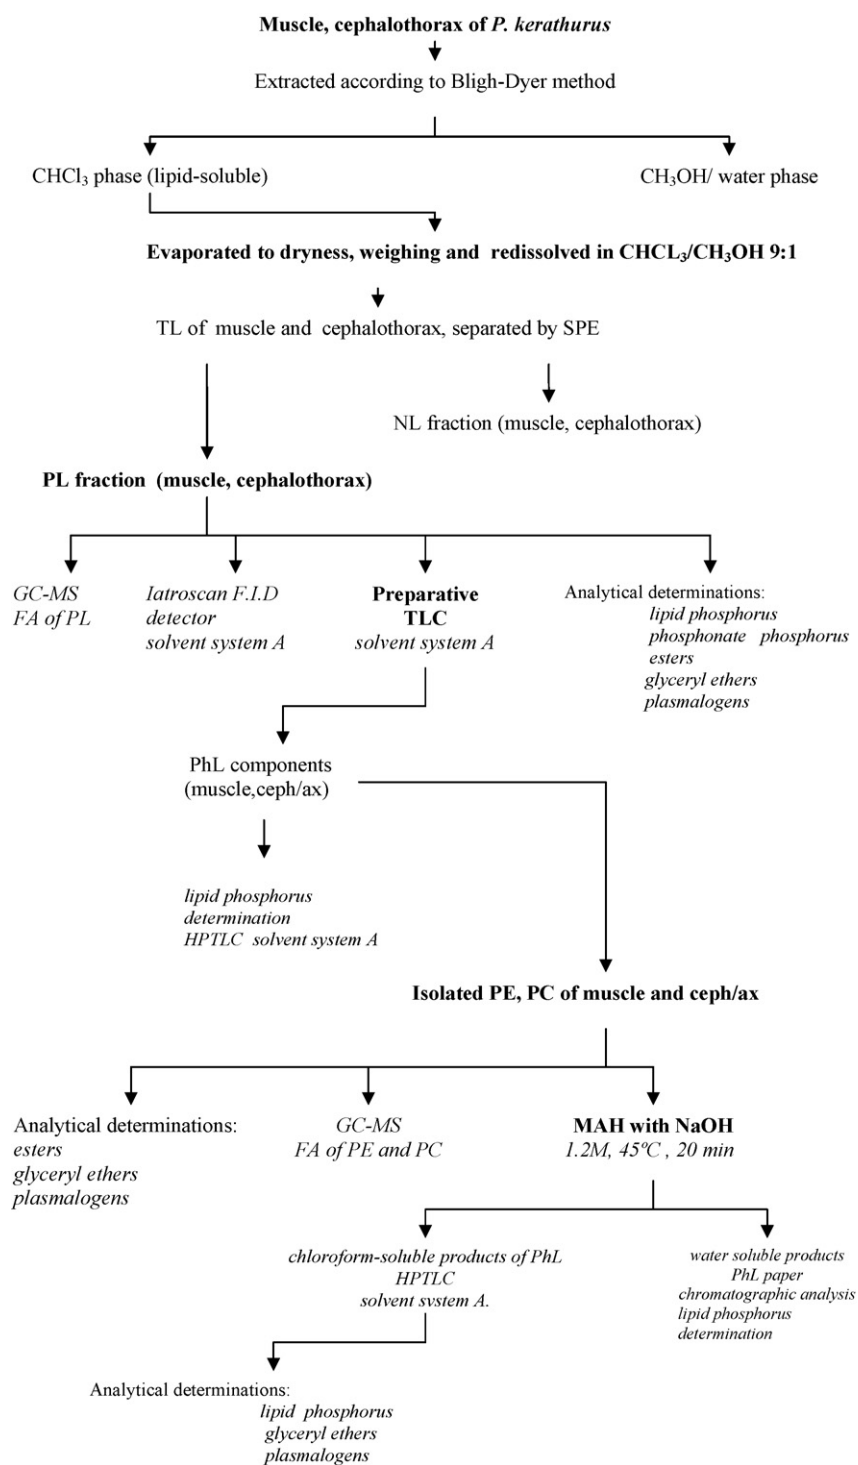 Muscle, cephalothorax of P. kerathurus
Extracted according to Bligh-Dyer method
CHCl₃ phase (lipid-soluble)
CH₃OH/ water phase
Evaporated to dryness, weighing and redissolved in CHCL₃/CH₃OH 9:1
TL of muscle and cephalothorax, separated by SPE
NL fraction (muscle, cephalothorax)
PL fraction (muscle, cephalothorax)
GC-MS
FA of PL
Iatroscan F.I.D
detector
solvent system A
Preparative
TLC
solvent system A
Analytical determinations:
lipid phosphorus
phosphonate phosphorus
esters
glyceryl ethers
plasmalogens
PhL components
(muscle,ceph/ax)
lipid phosphorus
determination
HPTLC solvent system A
Isolated PE, PC of muscle and ceph/ax
Analytical determinations:
esters
glyceryl ethers
plasmalogens
GC-MS
FA of PE and PC
MAH with NaOH
1.2M, 45ºC , 20 min
chloroform-soluble products of PhL
HPTLC
solvent system A.
water soluble products
PhL paper
chromatographic analysis
lipid phosphorus
determination
Analytical determinations:
lipid phosphorus
glyceryl ethers
plasmalogens